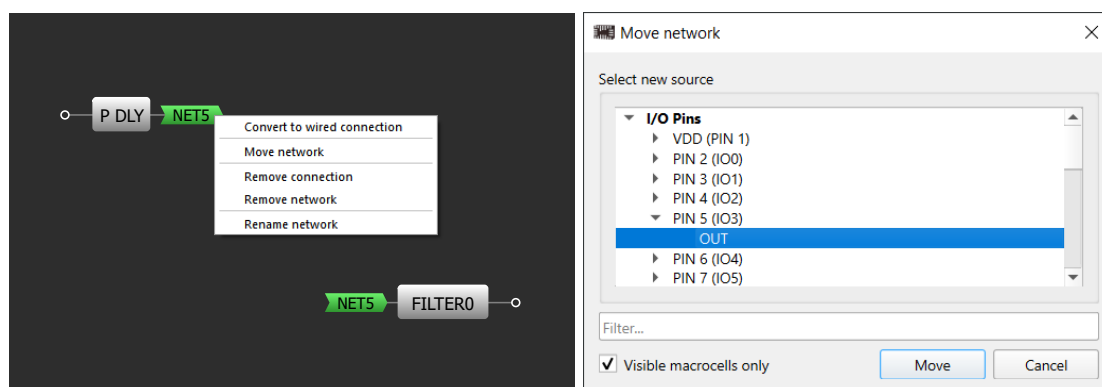 P DLY NET5
Convert to wired connection
Move network
Remove connection
Remove network
Rename network
NET5 FILTER0
Move network
Select new source
I/O Pins
VDD (PIN 1)
PIN 2 (IO0)
PIN 3 (IO1)
PIN 4 (IO2)
PIN 5 (IO3)
OUT
PIN 6 (IO4)
PIN 7 (IO5)
Filter...
Visible macrocells only Move Cancel